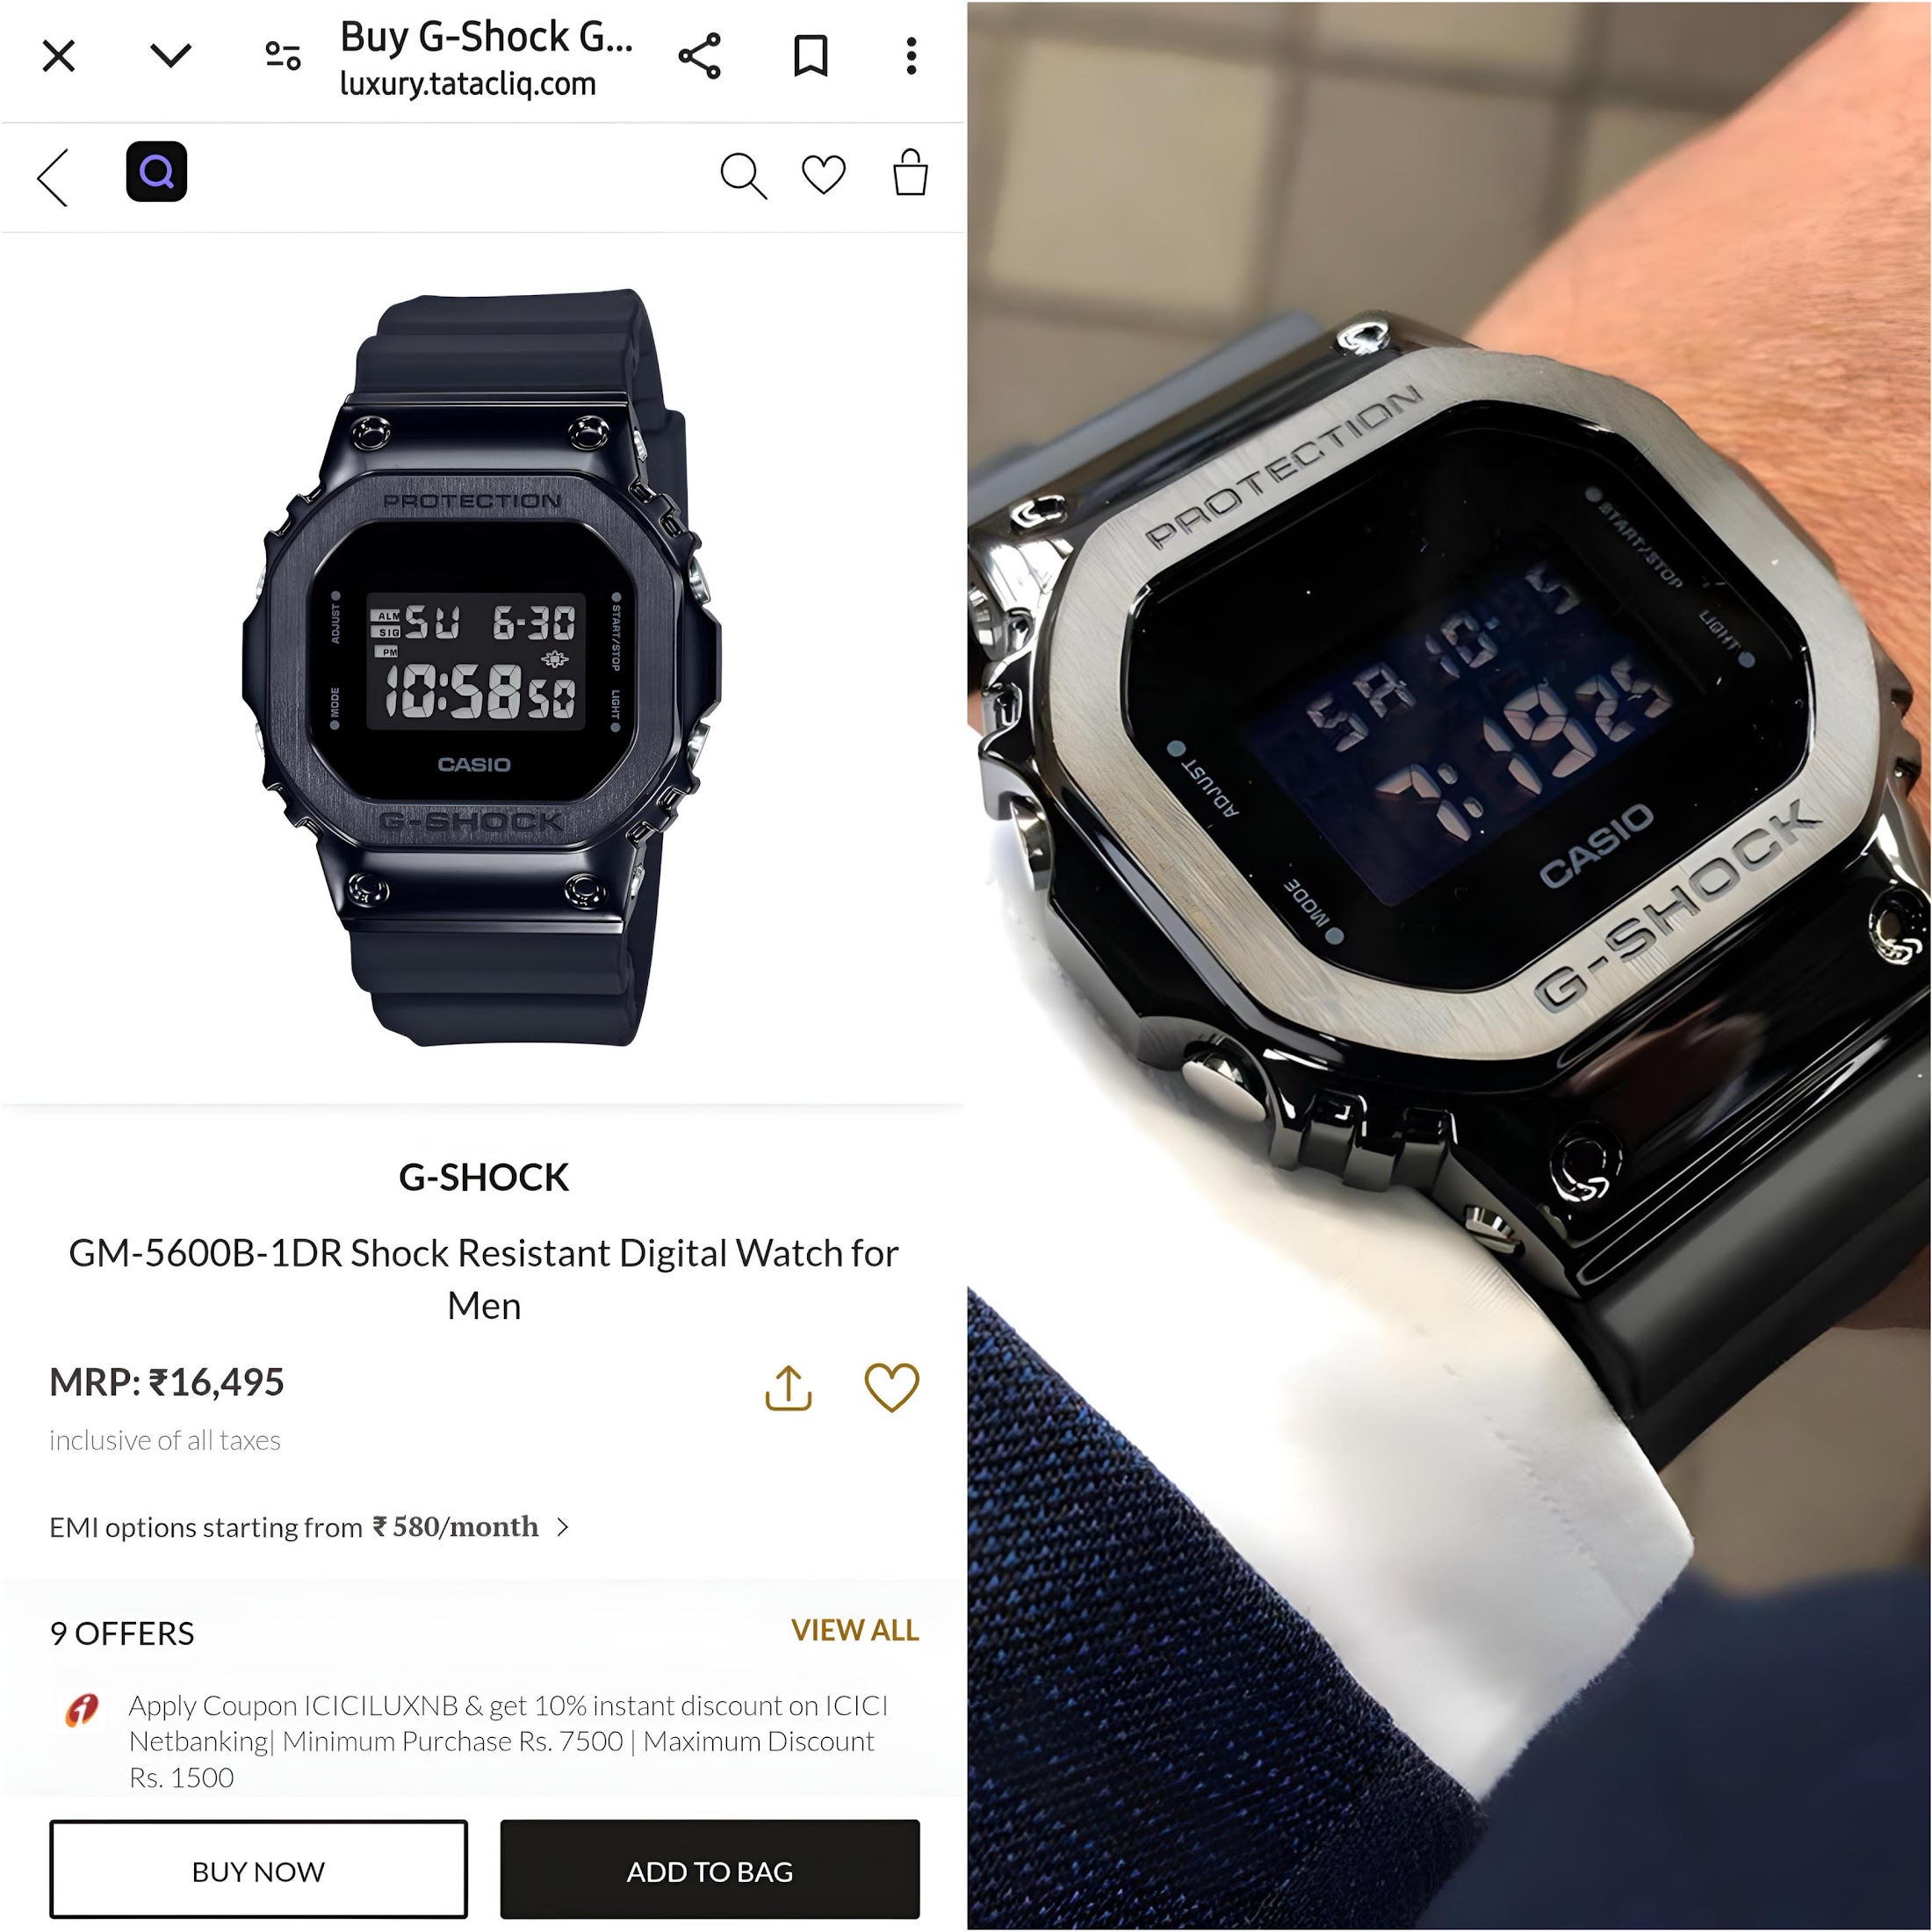 Buy G-Shock G...
luxury.tatacliq.com
PROTECTION
ADJUST
START/STOP
ALM
SIG
SU 6-30
PM
10:58 50
MODE
LIGHT
CASIO
G-SHOCK
G-SHOCK
GM-5600B-1DR Shock Resistant Digital Watch for
Men
MRP: ₹16,495
inclusive of all taxes
EMI options starting from ₹ 580/month
9 OFFERS
VIEW ALL
Apply Coupon ICICILUXNB & get 10% instant discount on ICICI
Netbanking| Minimum Purchase Rs. 7500 | Maximum Discount
Rs. 1500
BUY NOW
ADD TO BAG
PROTECTION
START/STOP
LIGHT
ADJUST
MODE
7:19 25
CASIO
G-SHOCK